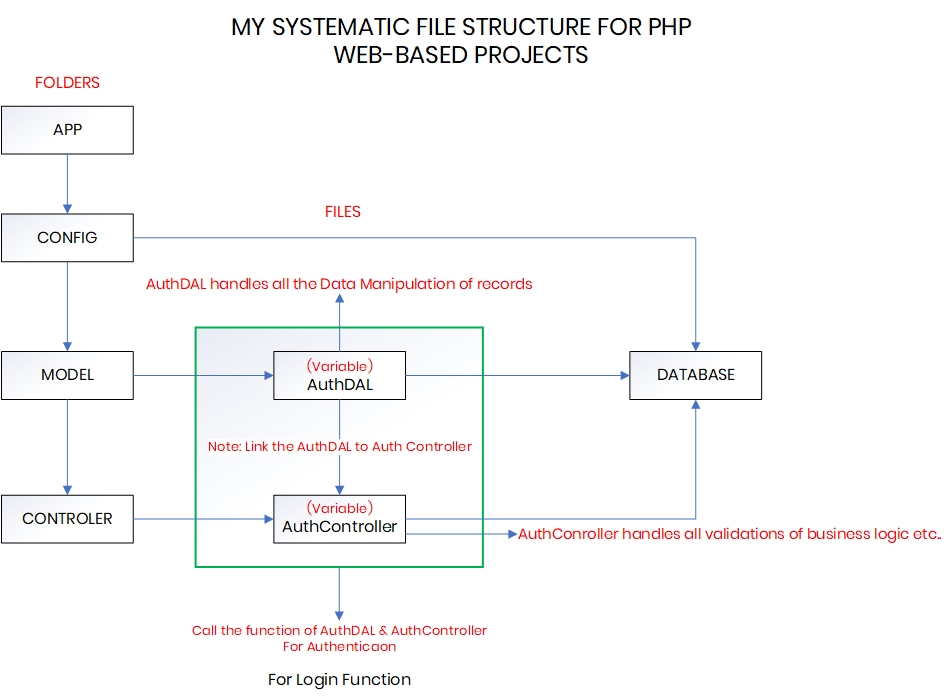 MY SYSTEMATIC FILE STRUCTURE FOR PHP
WEB-BASED PROJECTS
FOLDERS
APP
FILES
CONFIG
AuthDAL handles all the Data Manipulation of records
MODEL
(Variable)
AuthDAL
DATABASE
Note: Link the AuthDAL to Auth Controller
CONTROLER
(Variable)
AuthController
AuthConroller handles all validations of business logic etc..
Call the function of AuthDAL & AuthController
For Authenticaon
For Login Function